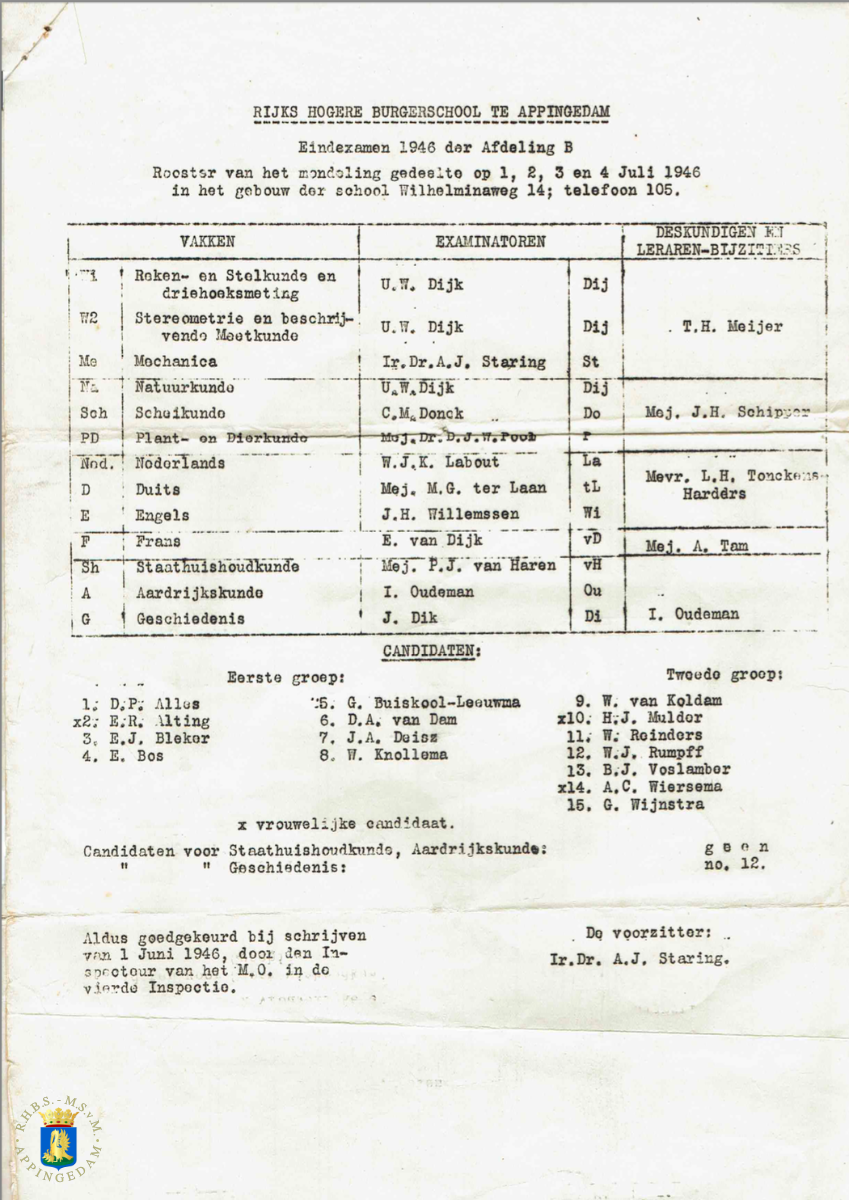 RIJKS HOGERE BURGERSCHOOL TE APPINGEDAM
Eindexamen 1946 der Afdeling B
Rooster van het mondeling gedeelte op 1, 2, 3 en 4 Juli 1946
in het gebouw der school Wilhelminaweg 14; telefoon 105.
VAKKEN EXAMINATOREN DESKUNDIGEN EN
LERAREN-BIJZITTERS
W1 Reken- en Stelkunde en
driehoeksmeting U.W. Dijk Dij
W2 Stereometrie en beschrij-
vende Meetkunde U.W. Dijk Dij T.H. Meijer
Me Mechanica Ir.Dr.A.J. Staring St
Na Natuurkunde U.W.Dijk Dij
Sch Scheikunde C.M.Donck Do Mej. J.H. Schipper
PD Plant- en Dierkunde Mej.Dr.D.J.W.Pool P
Ned. Nederlands W.J.K. Labout La
D Duits Mej. M.G. ter Laan tL Mevr. L.H. Tonckens-
Harders
E Engels J.H. Willemssen Wi
F Frans E. van Dijk vD Mej. A. Tam
Sh Staathuishoudkunde Mej. P.J. van Haren vH
A Aardrijkskunde I. Oudeman Ou
G Geschiedenis J. Dik Di I. Oudeman
CANDIDATEN:
Eerste groep: Tweede groep:
1. D.P. Alles 5. G. Buiskool-Leeuwma 9. W. van Koldam
x2. E.R. Alting 6. D.A. van Dam x10. H.J. Mulder
3. E.J. Bleker 7. J.A. Deisz 11. W. Reinders
4. E. Bos 8. W. Knollema 12. W.J. Rumpff
13. B.J. Voslamber
x14. A.C. Wiersema
15. G. Wijnstra
x vrouwelijke candidaat.
Candidaten voor Staathuishoudkunde, Aardrijkskunde: g e e n
" " Geschiedenis: no. 12.
Aldus goedgekeurd bij schrijven De voorzitter:
van 1 Juni 1946, door den In-
specteur van het M.O. in de Ir.Dr. A.J. Staring.
vierde Inspectie.
R.H.B.S. - M.S.v.M.
APPINGEDAM